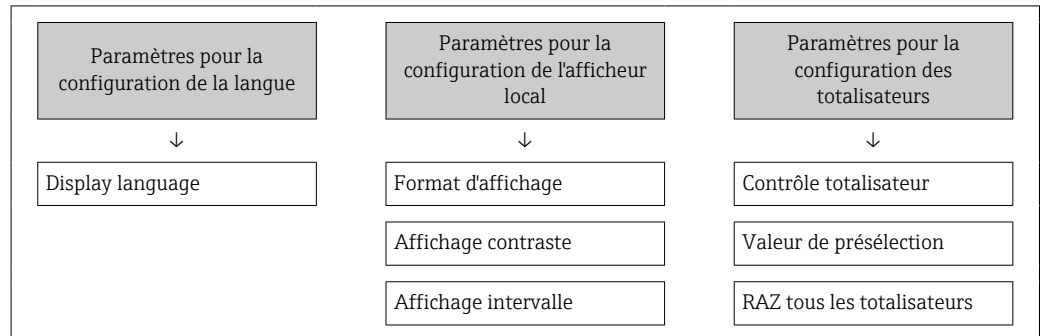 Paramètres pour la
configuration de la langue
Paramètres pour la
configuration de l'afficheur
local
Paramètres pour la
configuration des
totalisateurs
↓
↓
↓
Display language
Format d'affichage
Contrôle totalisateur
Affichage contraste
Valeur de présélection
Affichage intervalle
RAZ tous les totalisateurs